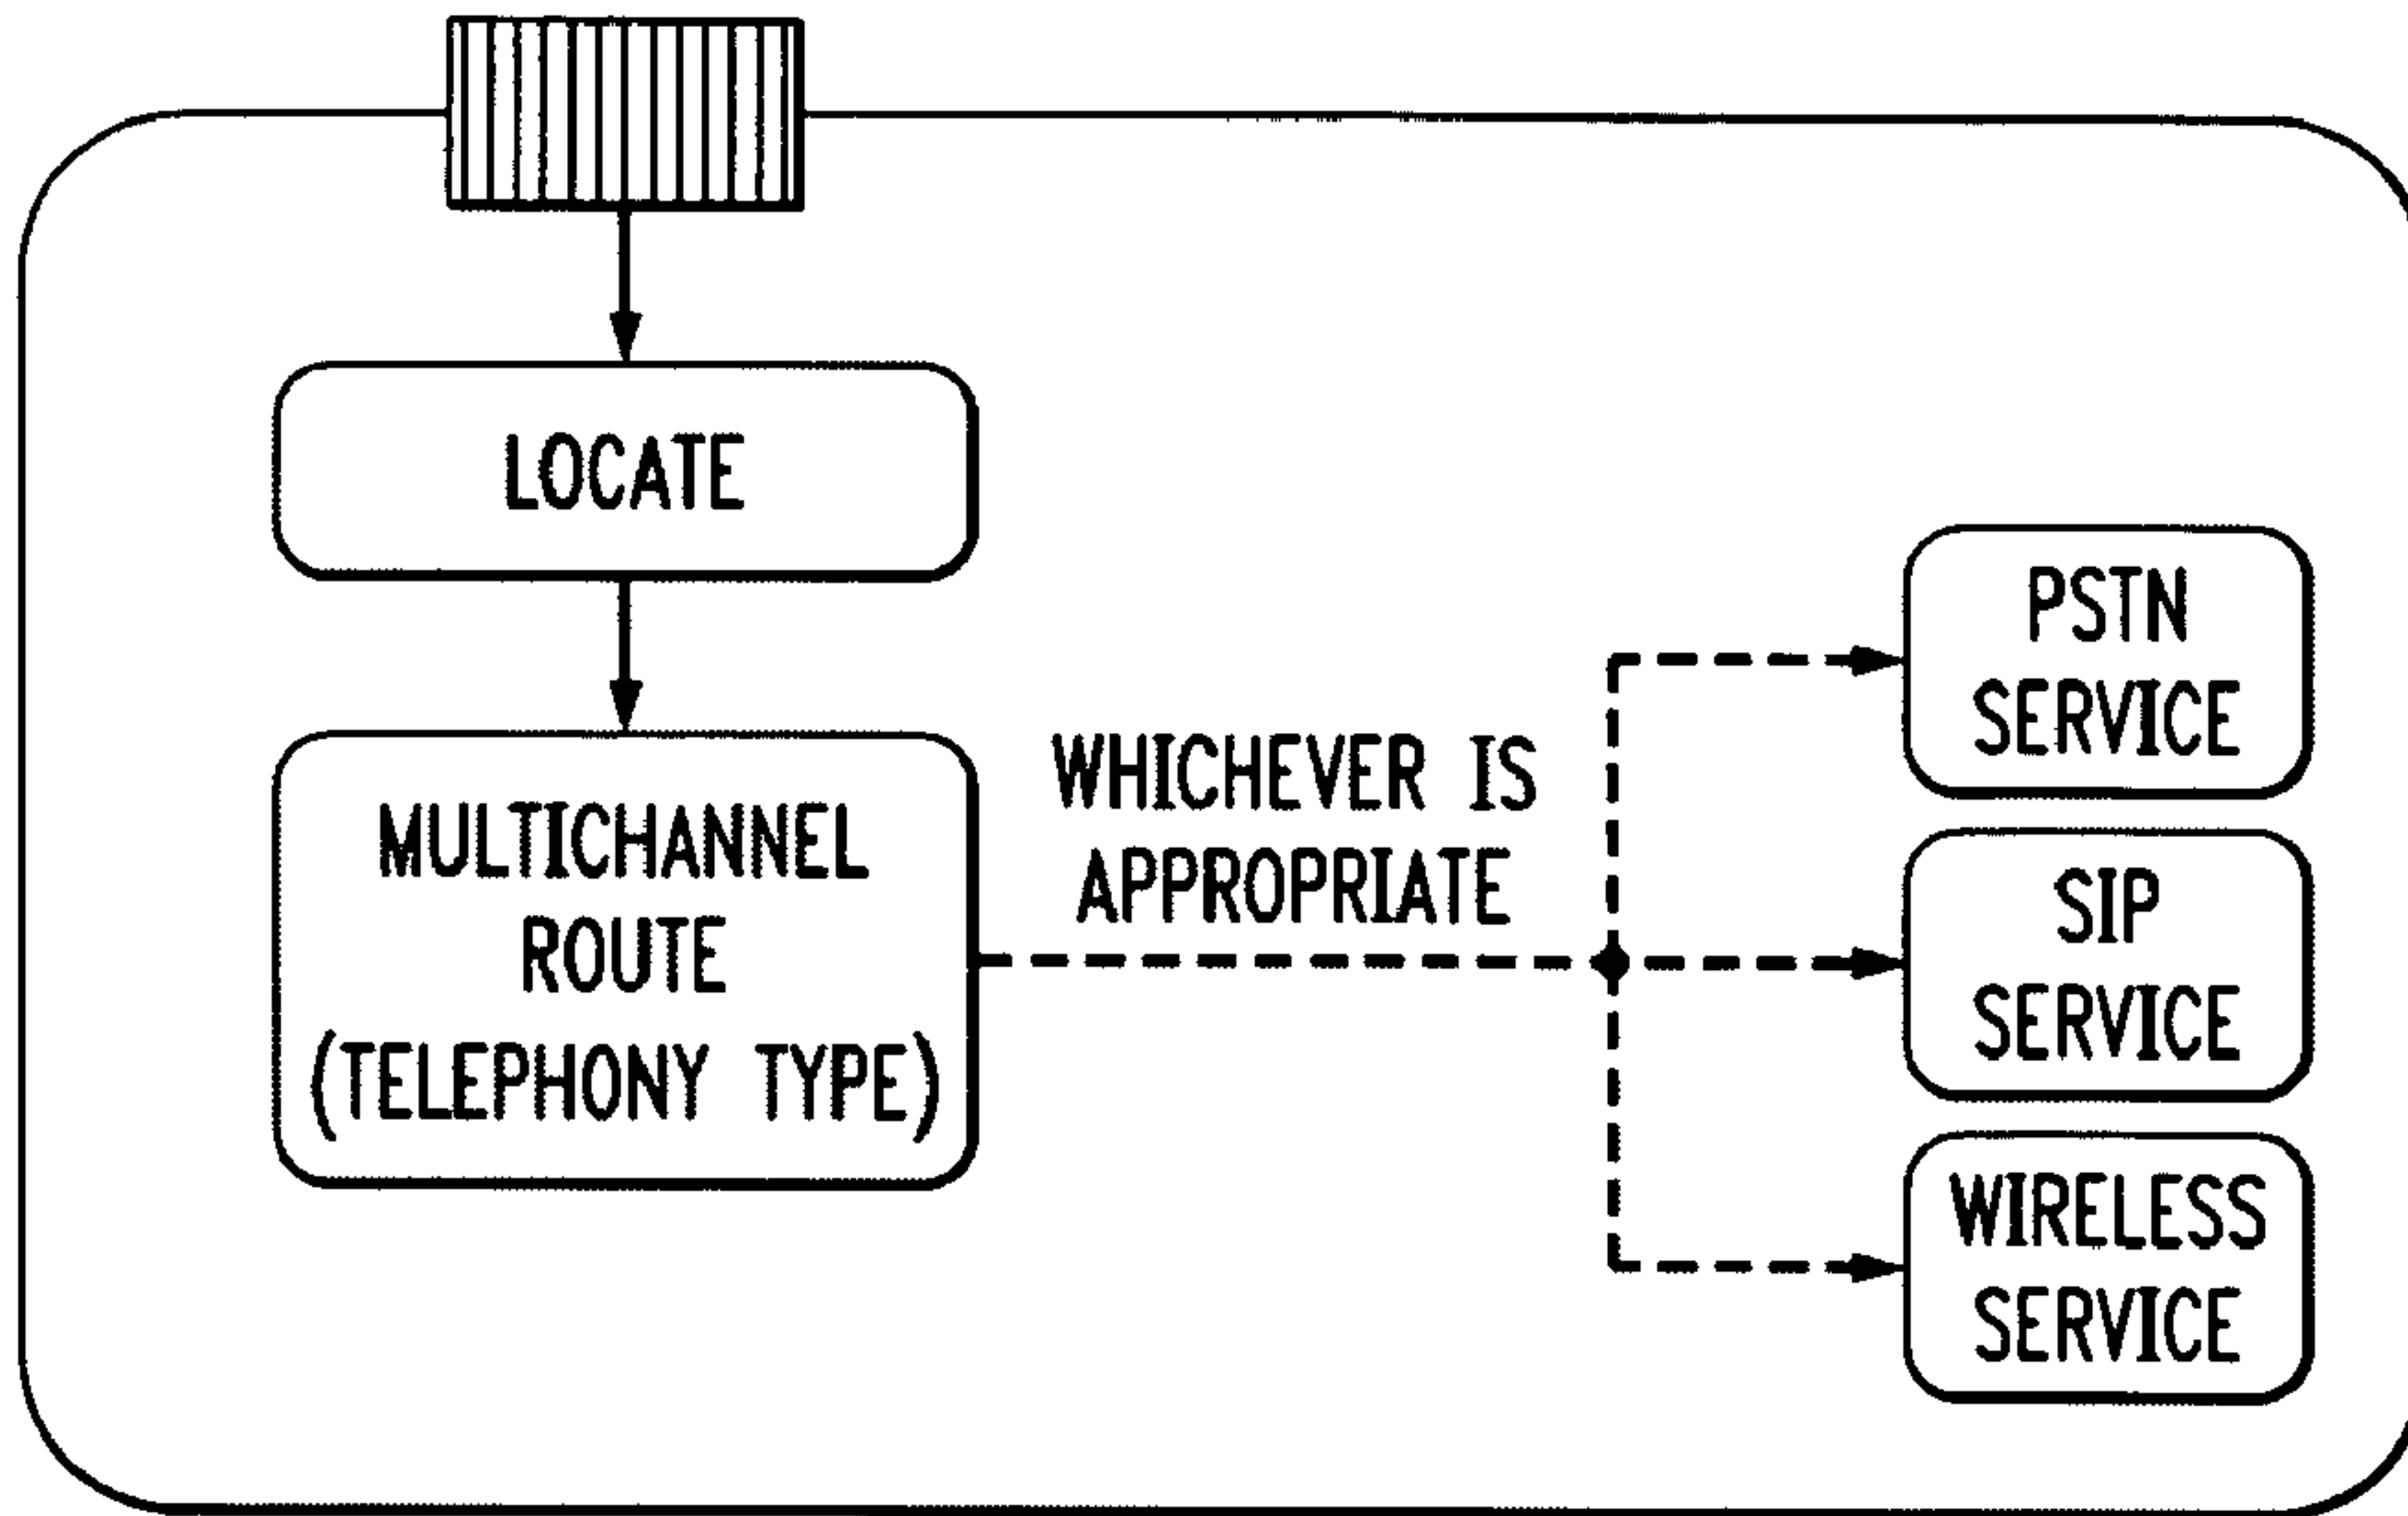 LOCATE
MULTICHANNEL
ROUTE
(TELEPHONY TYPE)
WHICHEVER IS
APPROPRIATE
PSTN
SERVICE
SIP
SERVICE
WIRELESS
SERVICE